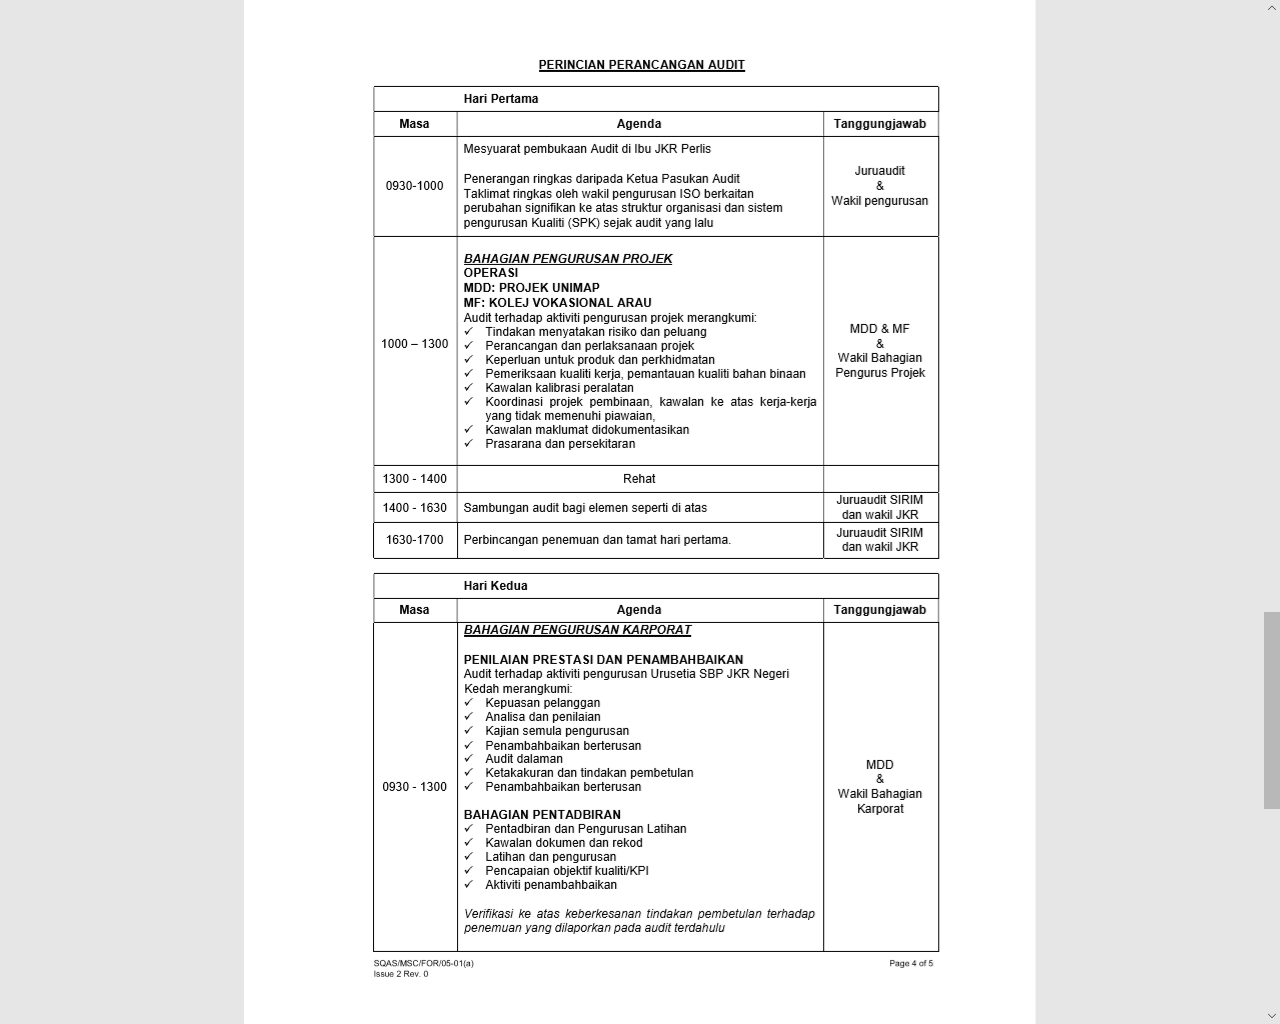 PERINCIAN PERANCANGAN AUDIT
Hari Pertama
Masa Agenda Tanggungjawab
0930-1000
Mesyuarat pembukaan Audit di Ibu JKR Perlis
Penerangan ringkas daripada Ketua Pasukan Audit
Taklimat ringkas oleh wakil pengurusan ISO berkaitan
perubahan signifikan ke atas struktur organisasi dan sistem
pengurusan Kualiti (SPK) sejak audit yang lalu
Juruaudit
&
Wakil pengurusan
1000 – 1300
BAHAGIAN PENGURUSAN PROJEK
OPERASI
MDD: PROJEK UNIMAP
MF: KOLEJ VOKASIONAL ARAU
Audit terhadap aktiviti pengurusan projek merangkumi:
✓ Tindakan menyatakan risiko dan peluang
✓ Perancangan dan perlaksanaan projek
✓ Keperluan untuk produk dan perkhidmatan
✓ Pemeriksaan kualiti kerja, pemantauan kualiti bahan binaan
✓ Kawalan kalibrasi peralatan
✓ Koordinasi projek pembinaan, kawalan ke atas kerja-kerja
yang tidak memenuhi piawaian,
✓ Kawalan maklumat didokumentasikan
✓ Prasarana dan persekitaran
MDD & MF
&
Wakil Bahagian
Pengurus Projek
1300 - 1400 Rehat
1400 - 1630 Sambungan audit bagi elemen seperti di atas
Juruaudit SIRIM
dan wakil JKR
1630-1700 Perbincangan penemuan dan tamat hari pertama.
Juruaudit SIRIM
dan wakil JKR
Hari Kedua
Masa Agenda Tanggungjawab
0930 - 1300
BAHAGIAN PENGURUSAN KARPORAT
PENILAIAN PRESTASI DAN PENAMBAHBAIKAN
Audit terhadap aktiviti pengurusan Urusetia SBP JKR Negeri
Kedah merangkumi:
✓ Kepuasan pelanggan
✓ Analisa dan penilaian
✓ Kajian semula pengurusan
✓ Penambahbaikan berterusan
✓ Audit dalaman
✓ Ketakakuran dan tindakan pembetulan
✓ Penambahbaikan berterusan
BAHAGIAN PENTADBIRAN
✓ Pentadbiran dan Pengurusan Latihan
✓ Kawalan dokumen dan rekod
✓ Latihan dan pengurusan
✓ Pencapaian objektif kualiti/KPI
✓ Aktiviti penambahbaikan
Verifikasi ke atas keberkesanan tindakan pembetulan terhadap
penemuan yang dilaporkan pada audit terdahulu
MDD
&
Wakil Bahagian
Karporat
SQAS/MSC/FOR/05-01(a)
Issue 2 Rev. 0
Page 4 of 5